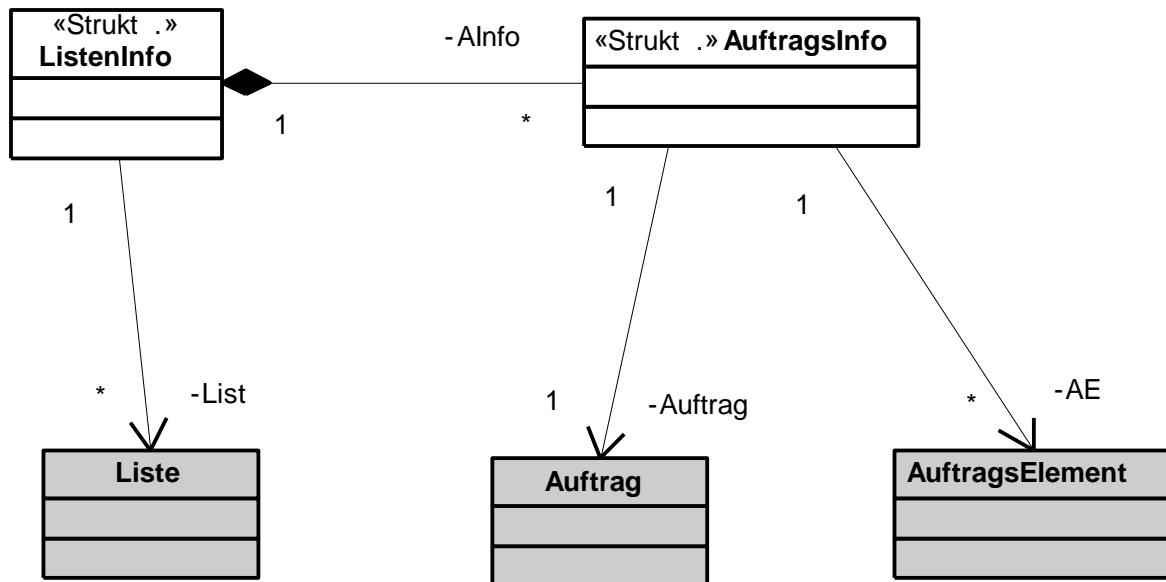 «Strukt .»
ListenInfo
-AInfo
«Strukt .» AuftragsInfo
1
*
1
1
1
*
-List
1
-Auftrag
*
-AE
Liste
Auftrag
AuftragsElement